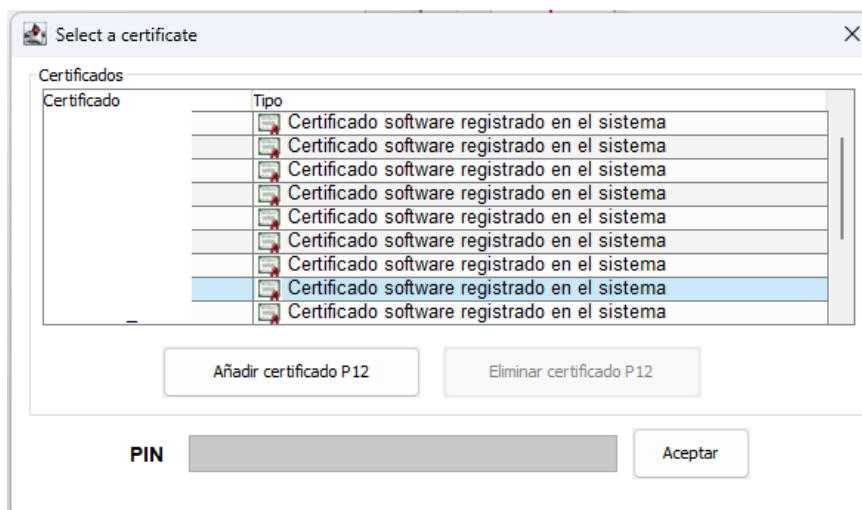 Select a certificate
Certificados
Certificado Tipo
Certificado software registrado en el sistema
Certificado software registrado en el sistema
Certificado software registrado en el sistema
Certificado software registrado en el sistema
Certificado software registrado en el sistema
Certificado software registrado en el sistema
Certificado software registrado en el sistema
Certificado software registrado en el sistema
Certificado software registrado en el sistema
Añadir certificado P12 Eliminar certificado P12
PIN Aceptar